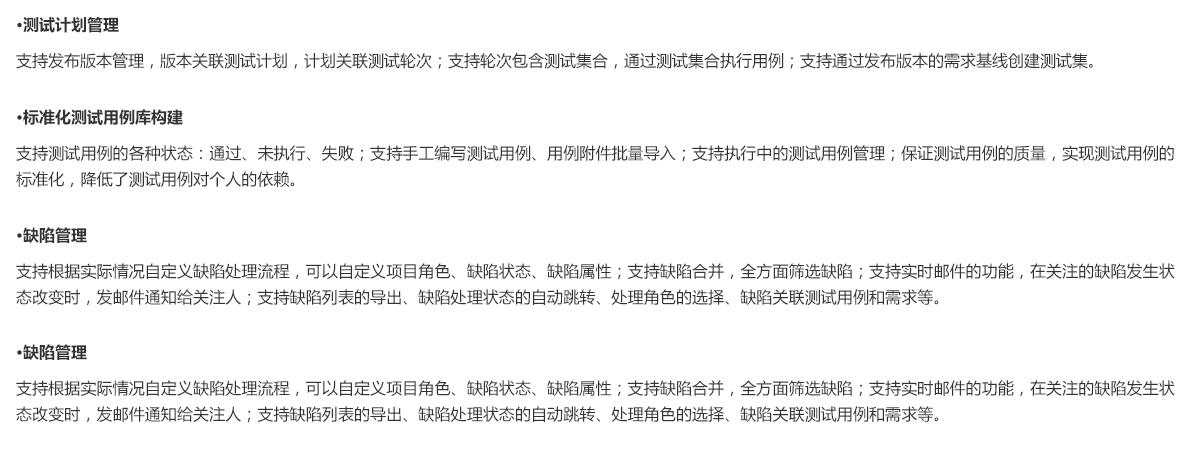 •测试计划管理
支持发布版本管理，版本关联测试计划，计划关联测试轮次；支持轮次包含测试集合，通过测试集合执行用例；支持通过发布版本的需求基线创建测试集。
•标准化测试用例库构建
支持测试用例的各种状态：通过、未执行、失败；支持手工编写测试用例、用例附件批量导入；支持执行中的测试用例管理；保证测试用例的质量，实现测试用例的
标准化，降低了测试用例对个人的依赖。
•缺陷管理
支持根据实际情况自定义缺陷处理流程，可以自定义项目角色、缺陷状态、缺陷属性；支持缺陷合并，全方面筛选缺陷；支持实时邮件的功能，在关注的缺陷发生状
态改变时，发邮件通知给关注人；支持缺陷列表的导出、缺陷处理状态的自动跳转、处理角色的选择、缺陷关联测试用例和需求等。
•缺陷管理
支持根据实际情况自定义缺陷处理流程，可以自定义项目角色、缺陷状态、缺陷属性；支持缺陷合并，全方面筛选缺陷；支持实时邮件的功能，在关注的缺陷发生状
态改变时，发邮件通知给关注人；支持缺陷列表的导出、缺陷处理状态的自动跳转、处理角色的选择、缺陷关联测试用例和需求等。